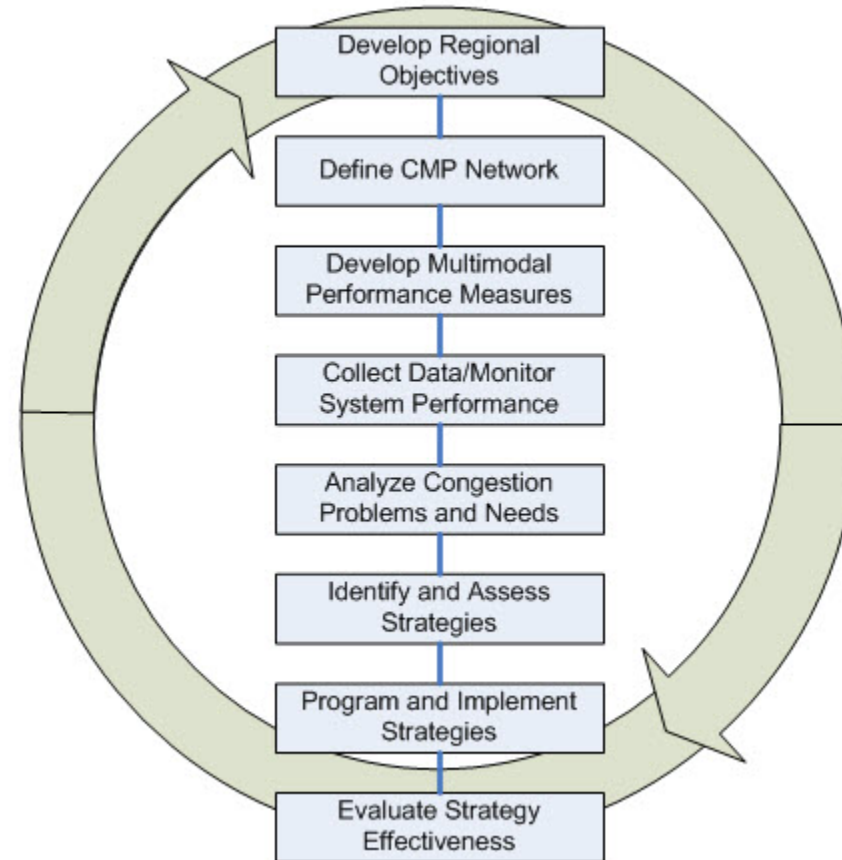 Develop Regional
Objectives
Define CMP Network
Develop Multimodal
Performance Measures
Collect Data/Monitor
System Performance
Analyze Congestion
Problems and Needs
Identify and Assess
Strategies
Program and Implement
Strategies
Evaluate Strategy
Effectiveness